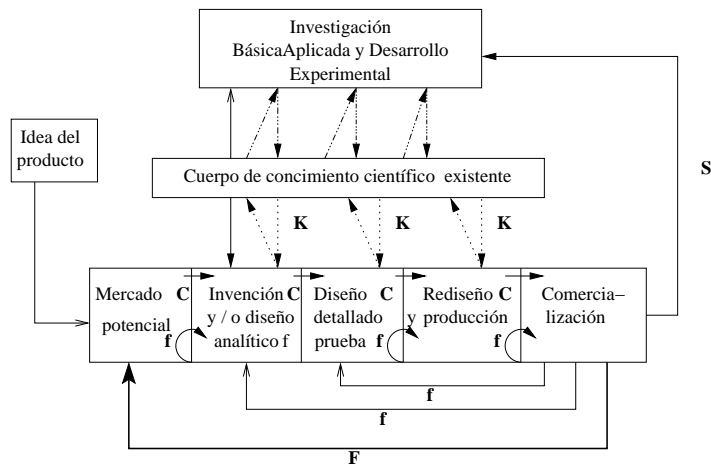 Investigación
BásicaAplicada y Desarrollo
Experimental
Idea del
producto
Cuerpo de concimiento científico existente
S
K
K
K
Mercado
potencial
C
f
Invención
y / o diseño
analítico f
C
Diseño
detallado
prueba
C
f
Rediseño
y producción
C
f
Comercia–
lización
f
f
F